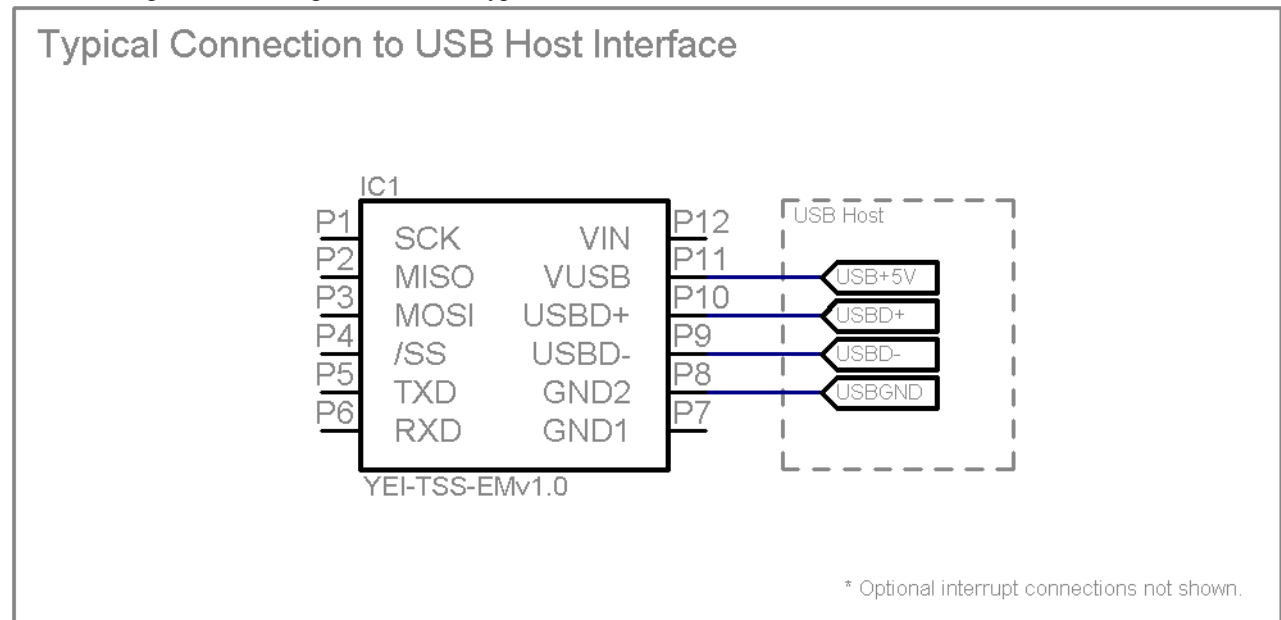 Typical Connection to USB Host Interface
IC1
P1
P2
P3
P4
P5
P6
SCK
MISO
MOSI
/SS
TXD
RXD
VIN
VUSB
USBD+
USBD-
GND2
GND1
P12
P11
P10
P9
P8
P7
YEI-TSS-EMv1.0
USB Host
USB+5V
USBD+
USBD-
USBGND
* Optional interrupt connections not shown.